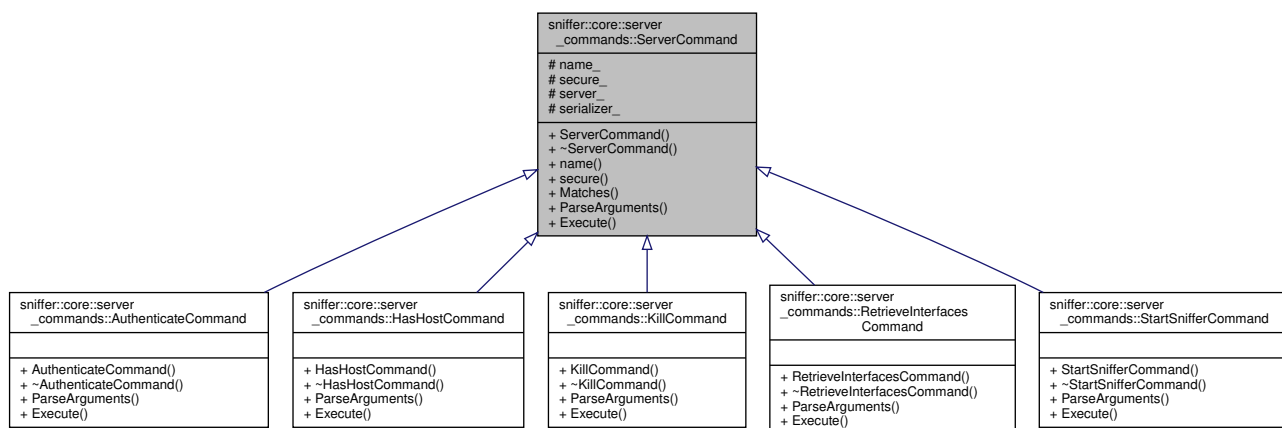 sniffer::core::server
_commands::ServerCommand
# name_
# secure_
# server_
# serializer_
+ ServerCommand()
+ ~ServerCommand()
+ name()
+ secure()
+ Matches()
+ ParseArguments()
+ Execute()
sniffer::core::server
_commands::AuthenticateCommand
+ AuthenticateCommand()
+ ~AuthenticateCommand()
+ ParseArguments()
+ Execute()
sniffer::core::server
_commands::HasHostCommand
+ HasHostCommand()
+ ~HasHostCommand()
+ ParseArguments()
+ Execute()
sniffer::core::server
_commands::KillCommand
+ KillCommand()
+ ~KillCommand()
+ ParseArguments()
+ Execute()
sniffer::core::server
_commands::RetrieveInterfaces
Command
+ RetrieveInterfacesCommand()
+ ~RetrieveInterfacesCommand()
+ ParseArguments()
+ Execute()
sniffer::core::server
_commands::StartSnifferCommand
+ StartSnifferCommand()
+ ~StartSnifferCommand()
+ ParseArguments()
+ Execute()